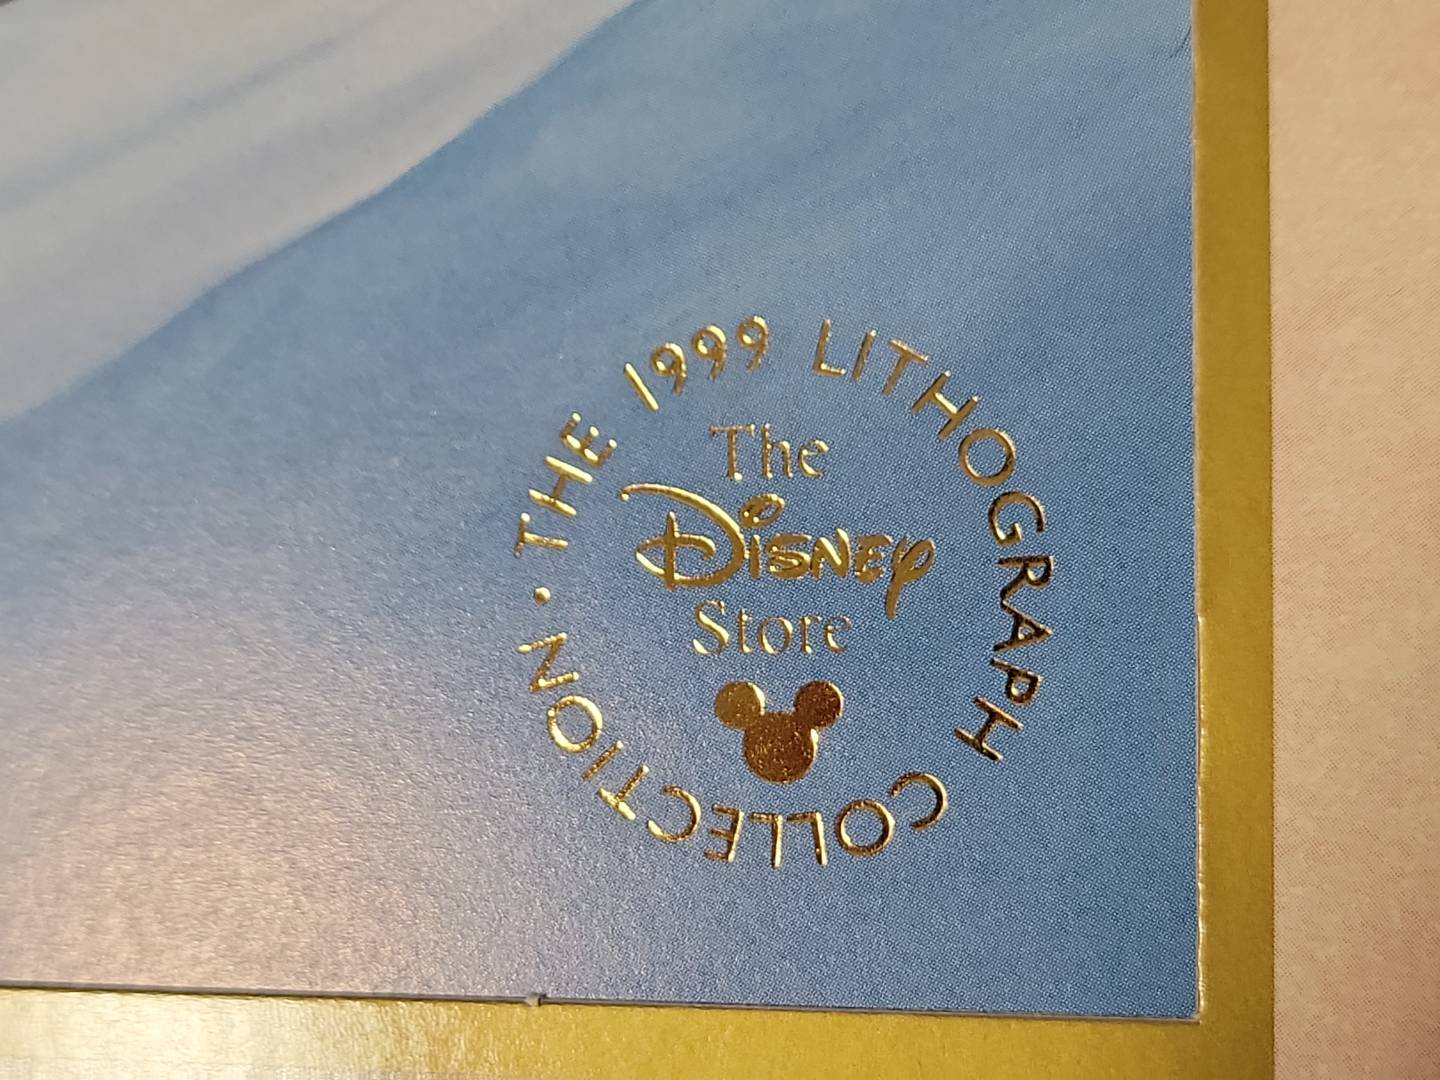 THE 1999 LITHOGRAPH COLLECTION ·
The
Disney
Store